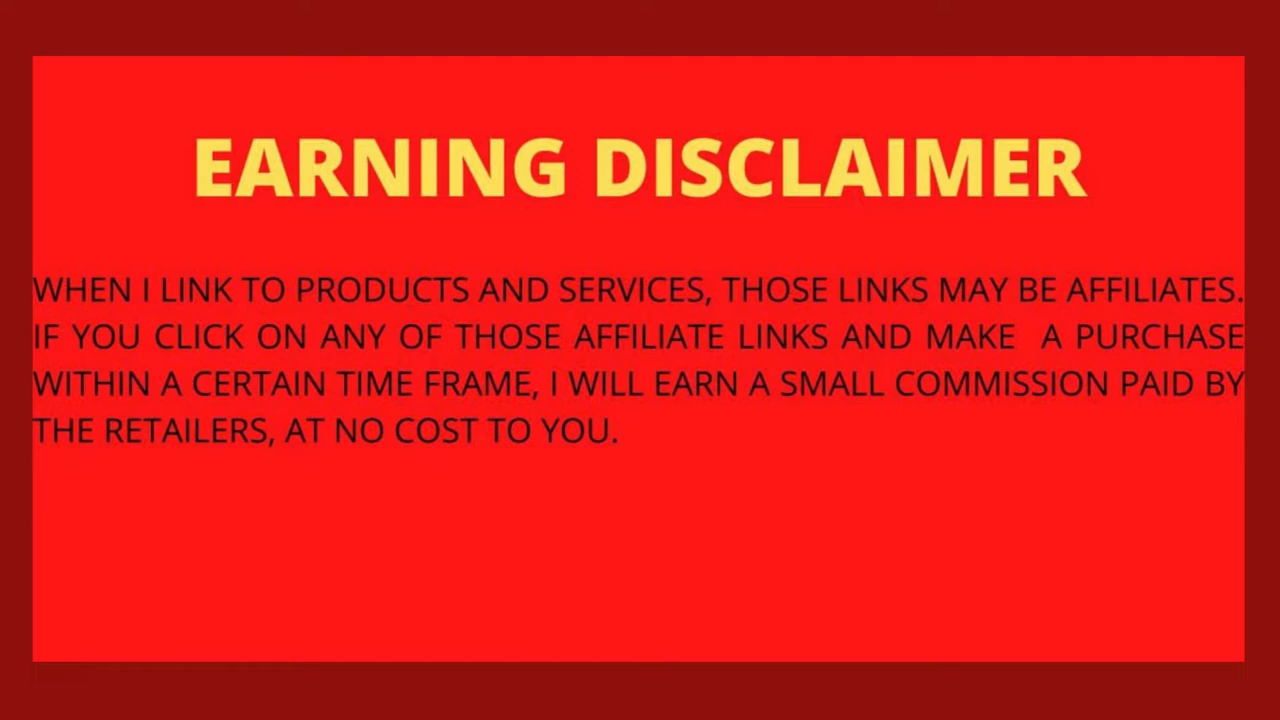 EARNING DISCLAIMER
WHEN I LINK TO PRODUCTS AND SERVICES, THOSE LINKS MAY BE AFFILIATES.
IF YOU CLICK ON ANY OF THOSE AFFILIATE LINKS AND MAKE A PURCHASE
WITHIN A CERTAIN TIME FRAME, I WILL EARN A SMALL COMMISSION PAID BY
THE RETAILERS, AT NO COST TO YOU.